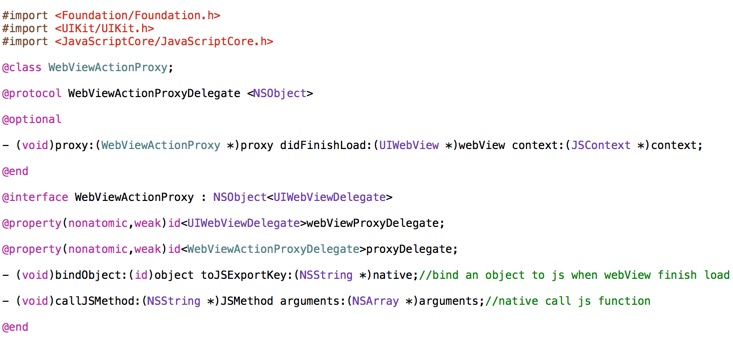 #import <Foundation/Foundation.h>
#import <UIKit/UIKit.h>
#import <JavaScriptCore/JavaScriptCore.h>
@class WebViewActionProxy;
@protocol WebViewActionProxyDelegate <NSObject>
@optional
- (void)proxy:(WebViewActionProxy *)proxy didFinishLoad:(UIWebView *)webView context:(JSContext *)context;
@end
@interface WebViewActionProxy : NSObject<UIWebViewDelegate>
@property(nonatomic,weak)id<UIWebViewDelegate>webViewProxyDelegate;
@property(nonatomic,weak)id<WebViewActionProxyDelegate>proxyDelegate;
- (void)bindObject:(id)object toJSExportKey:(NSString *)native;//bind an object to js when webView finish load
- (void)callJSMethod:(NSString *)JSMethod arguments:(NSArray *)arguments;//native call js function
@end